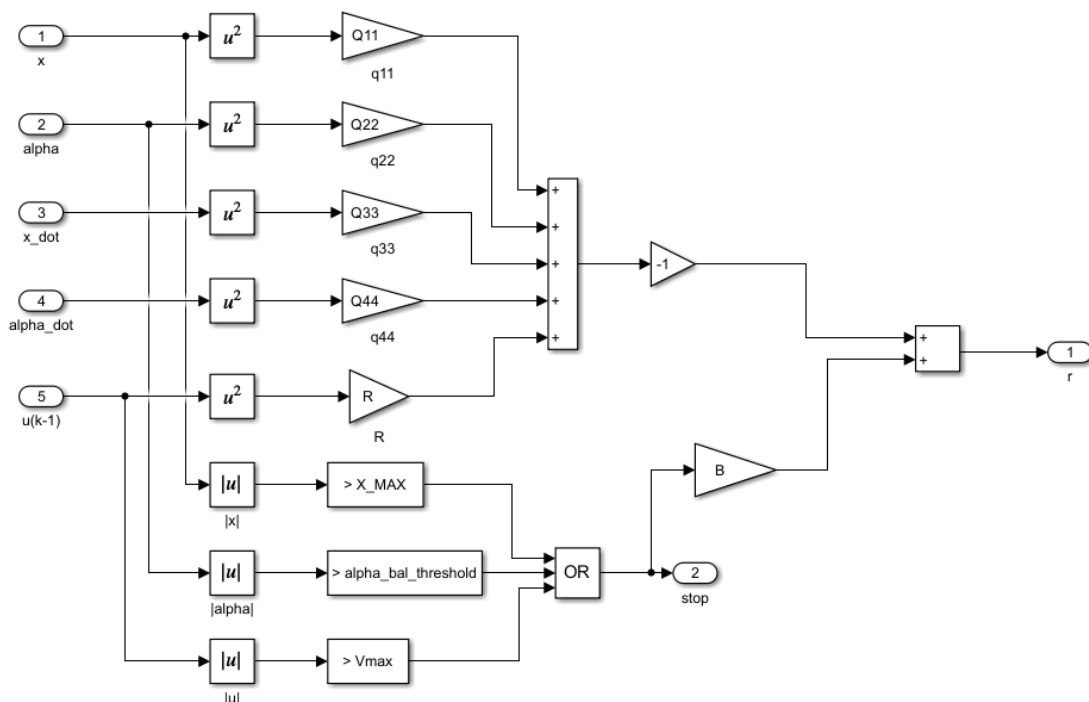 1
x
u²
Q11
q11
2
alpha
u²
Q22
q22
3
x_dot
u²
Q33
q33
4
alpha_dot
u²
Q44
q44
5
u(k-1)
u²
R
R
+
+
+
+
+
-1
+
+
1
r
|u|
|x|
> X_MAX
B
|u|
|alpha|
> alpha_bal_threshold
OR
2
stop
|u|
|u|
> Vmax